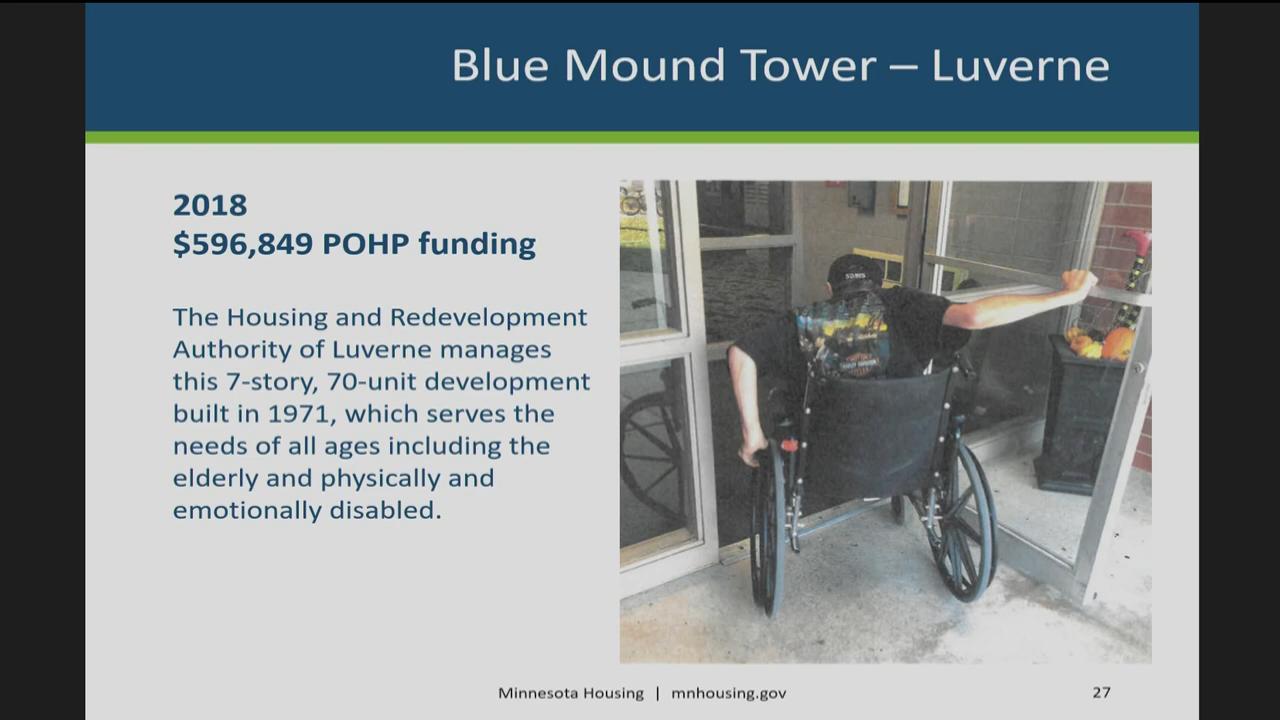 Blue Mound Tower – Luverne
2018
$596,849 POHP funding
The Housing and Redevelopment
Authority of Luverne manages
this 7-story, 70-unit development
built in 1971, which serves the
needs of all ages including the
elderly and physically and
emotionally disabled.
Minnesota Housing | mnhousing.gov
27